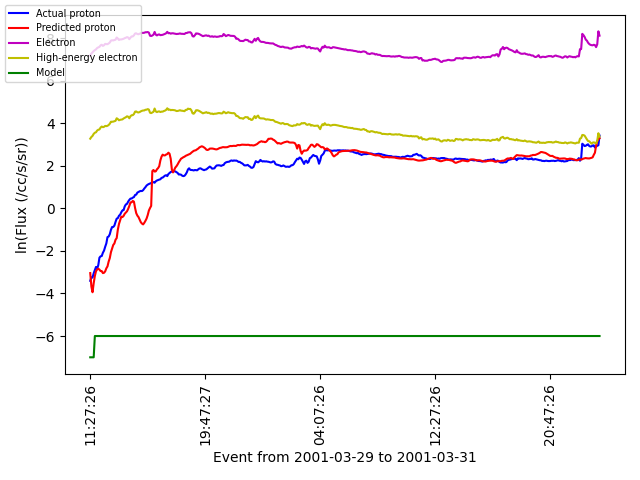 Actual proton
Predicted proton
Electron
High-energy electron
Model
8
6
4
2
0
−2
−4
−6
ln(Flux (/cc/s/sr))
11:27:26
19:47:27
04:07:26
12:27:26
20:47:26
Event from 2001-03-29 to 2001-03-31